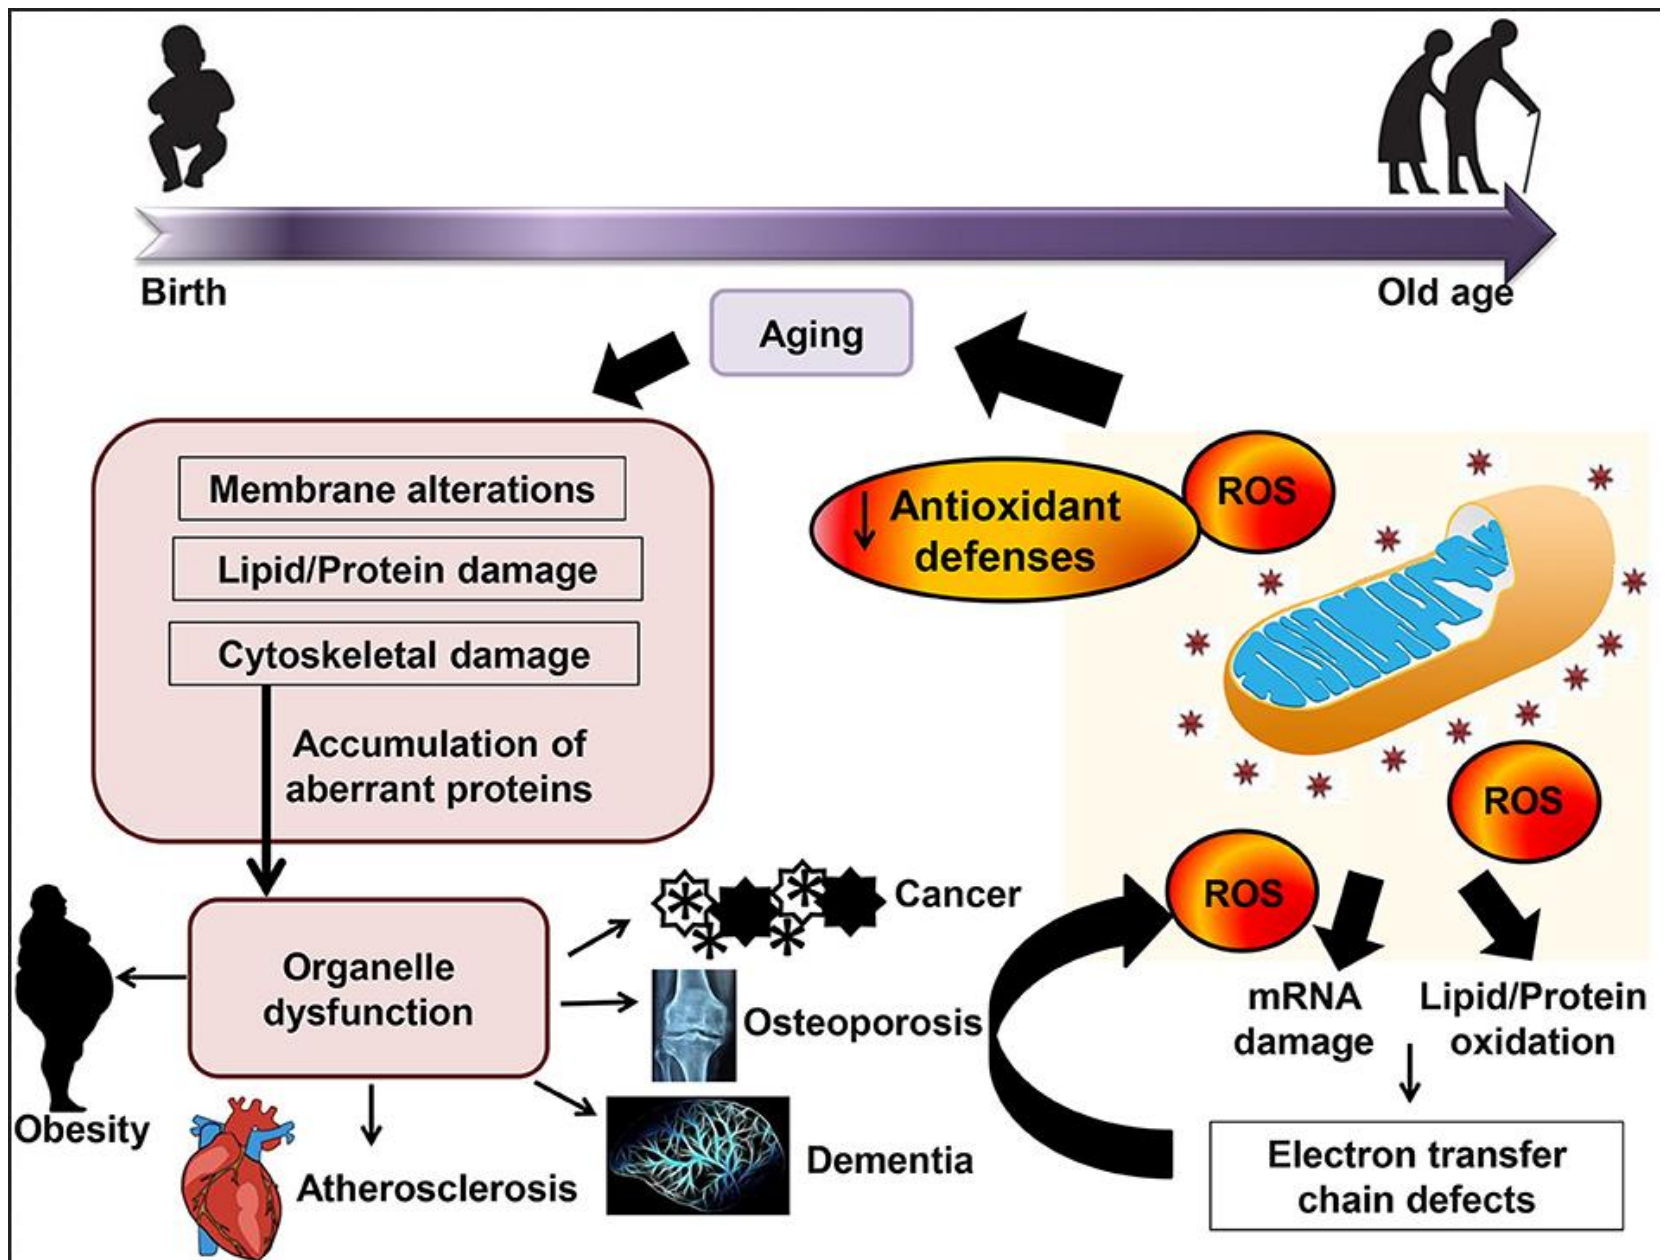 Birth
Old age
Aging
Membrane alterations
Lipid/Protein damage
Cytoskeletal damage
Accumulation of
aberrant proteins
↓ Antioxidant
defenses
ROS
ROS
ROS
mRNA
damage
Lipid/Protein
oxidation
Electron transfer
chain defects
Organelle
dysfunction
Cancer
Osteoporosis
Dementia
Atherosclerosis
Obesity